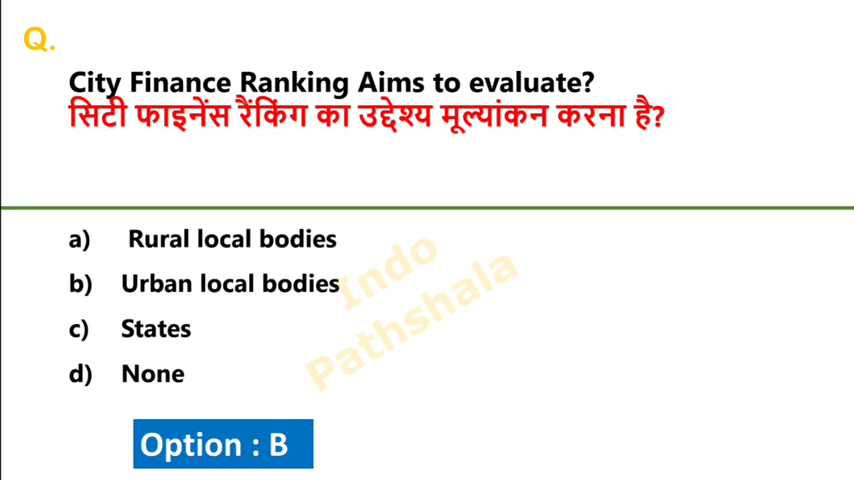 Q.
City Finance Ranking Aims to evaluate?
सिटी फाइनेंस रैंकिंग का उद्देश्य मूल्यांकन करना है?
a) Rural local bodies
b) Urban local bodies
c) States
d) None
Indo
Pathshala
Option : B